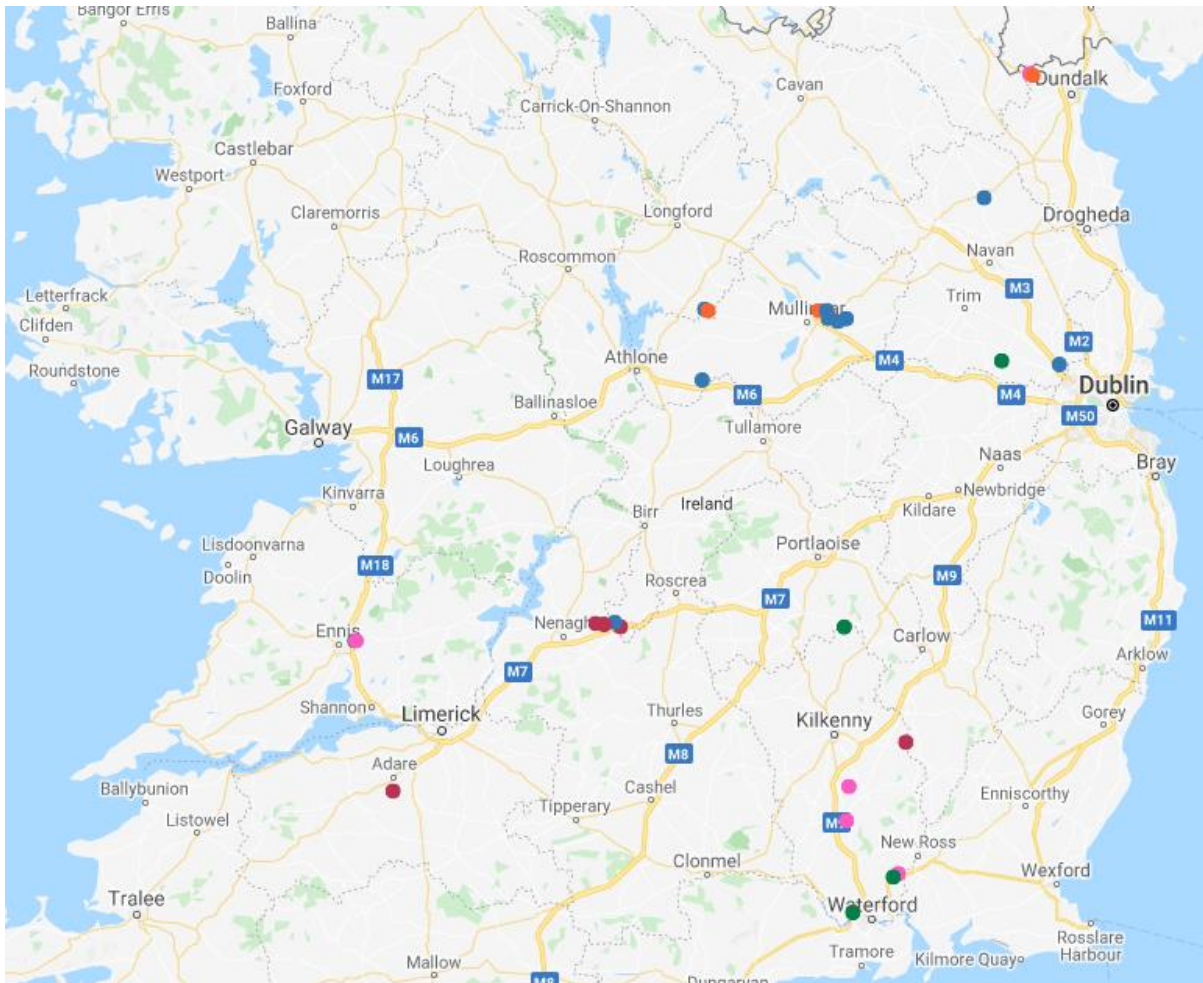 Bangor Erris
Ballina
Foxford
Carrick-On-Shannon
Cavan
Dundalk
Castlebar
Westport
Claremorris
Longford
Drogheda
Roscommon
Navan
Letterfrack
Clifden
Roundstone
M3
Trim
Mullingar
M2
Athlone
M4
M17
M6
M4
Dublin
Ballinasloe
M50
Galway
M6
Tullamore
Loughrea
Naas
Bray
Kinvarra
Ireland
Newbridge
Kildare
Birr
Lisdoonvarna
Doolin
Portlaoise
M18
Roscrea
M9
M7
Ennis
Nenagh
M11
Carlow
Arklow
M7
Shannon
Limerick
Thurles
Kilkenny
Gorey
M8
Adare
Ballybunion
Cashel
Enniscorthy
Listowel
Tipperary
New Ross
Clonmel
Wexford
Tralee
Waterford
Rosslare
Harbour
Tramore
Kilmore Quay
Mallow
M8
Dungarvan